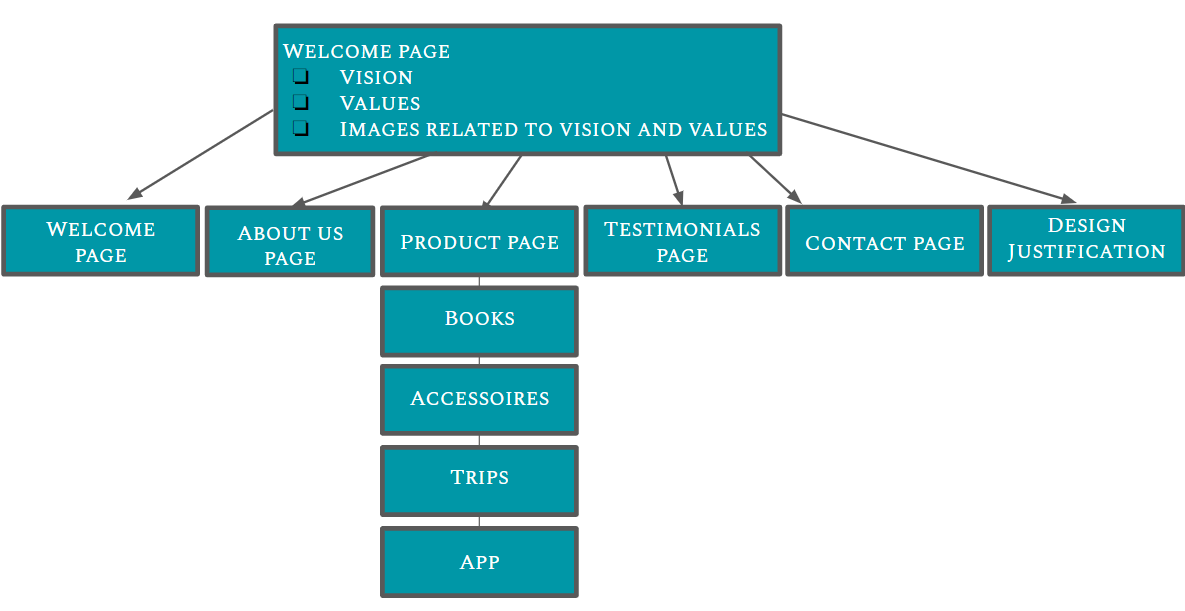 Welcome page
❏ Vision
❏ Values
❏ Images related to vision and values
Welcome
page
About us
page
Product page
Testimonials
page
Contact page
Design
Justification
Books
Accessoires
Trips
App